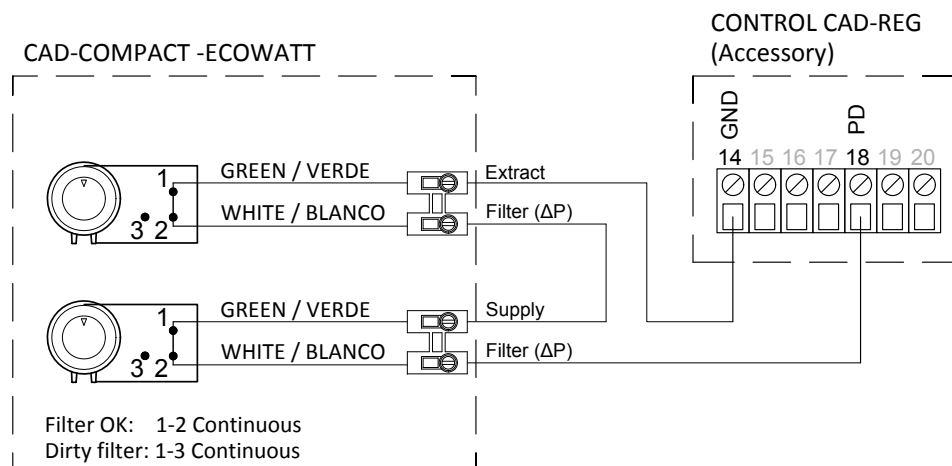 CONTROL CAD-REG
(Accessory)
CAD-COMPACT -ECOWATT
GND
PD
14 15 16 17 18 19 20
1
GREEN / VERDE
Extract
3 2
WHITE / BLANCO
Filter (ΔP)
1
GREEN / VERDE
Supply
3 2
WHITE / BLANCO
Filter (ΔP)
Filter OK: 1-2 Continuous
Dirty filter: 1-3 Continuous